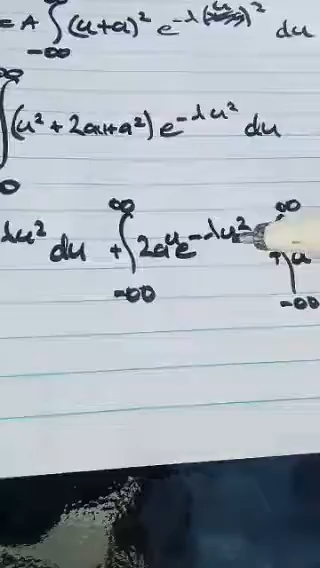 = A ∫_{-∞}^{∞} (u+a)² e^{-λ(u)²} du
∫ (u² + 2au + a²) e^{-λu²} du
λu² du + ∫_{-∞}^{∞} 2au e^{-λu²} + ∫_{-∞}^{∞} a